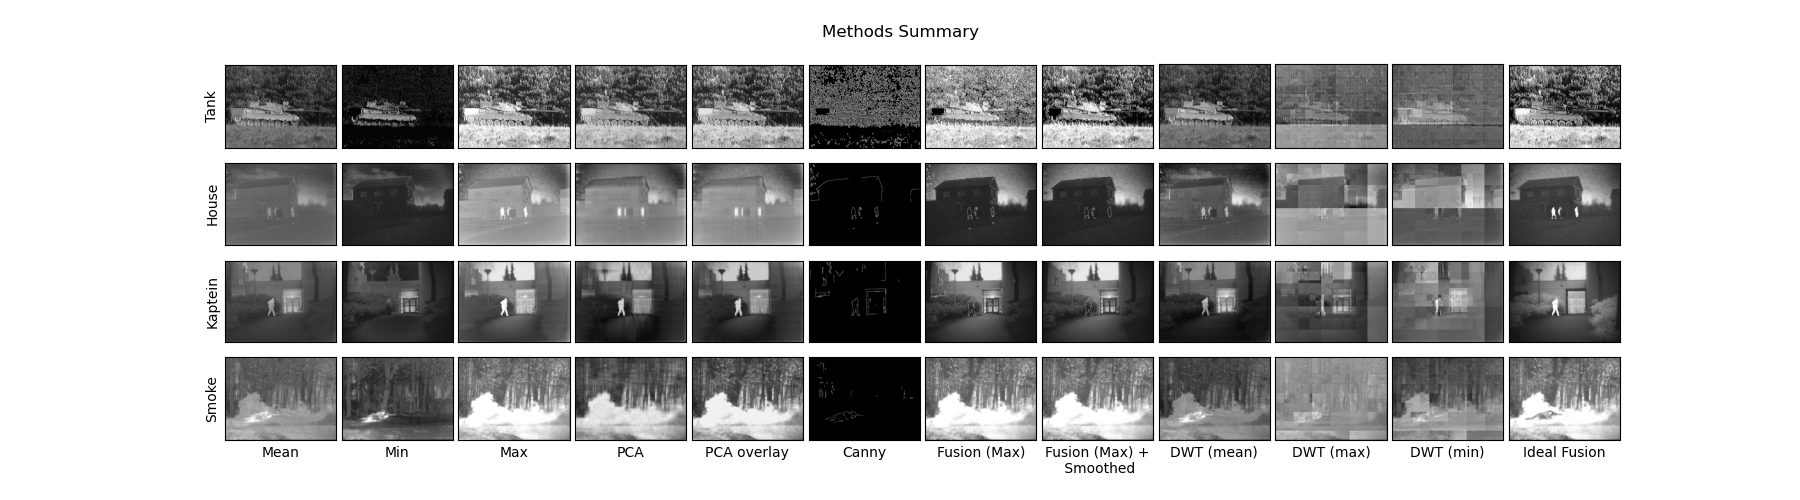 Methods Summary
Tank
House
Kaptein
Smoke
Mean
Min
Max
PCA
PCA overlay
Canny
Fusion (Max)
Fusion (Max) +
Smoothed
DWT (mean)
DWT (max)
DWT (min)
Ideal Fusion